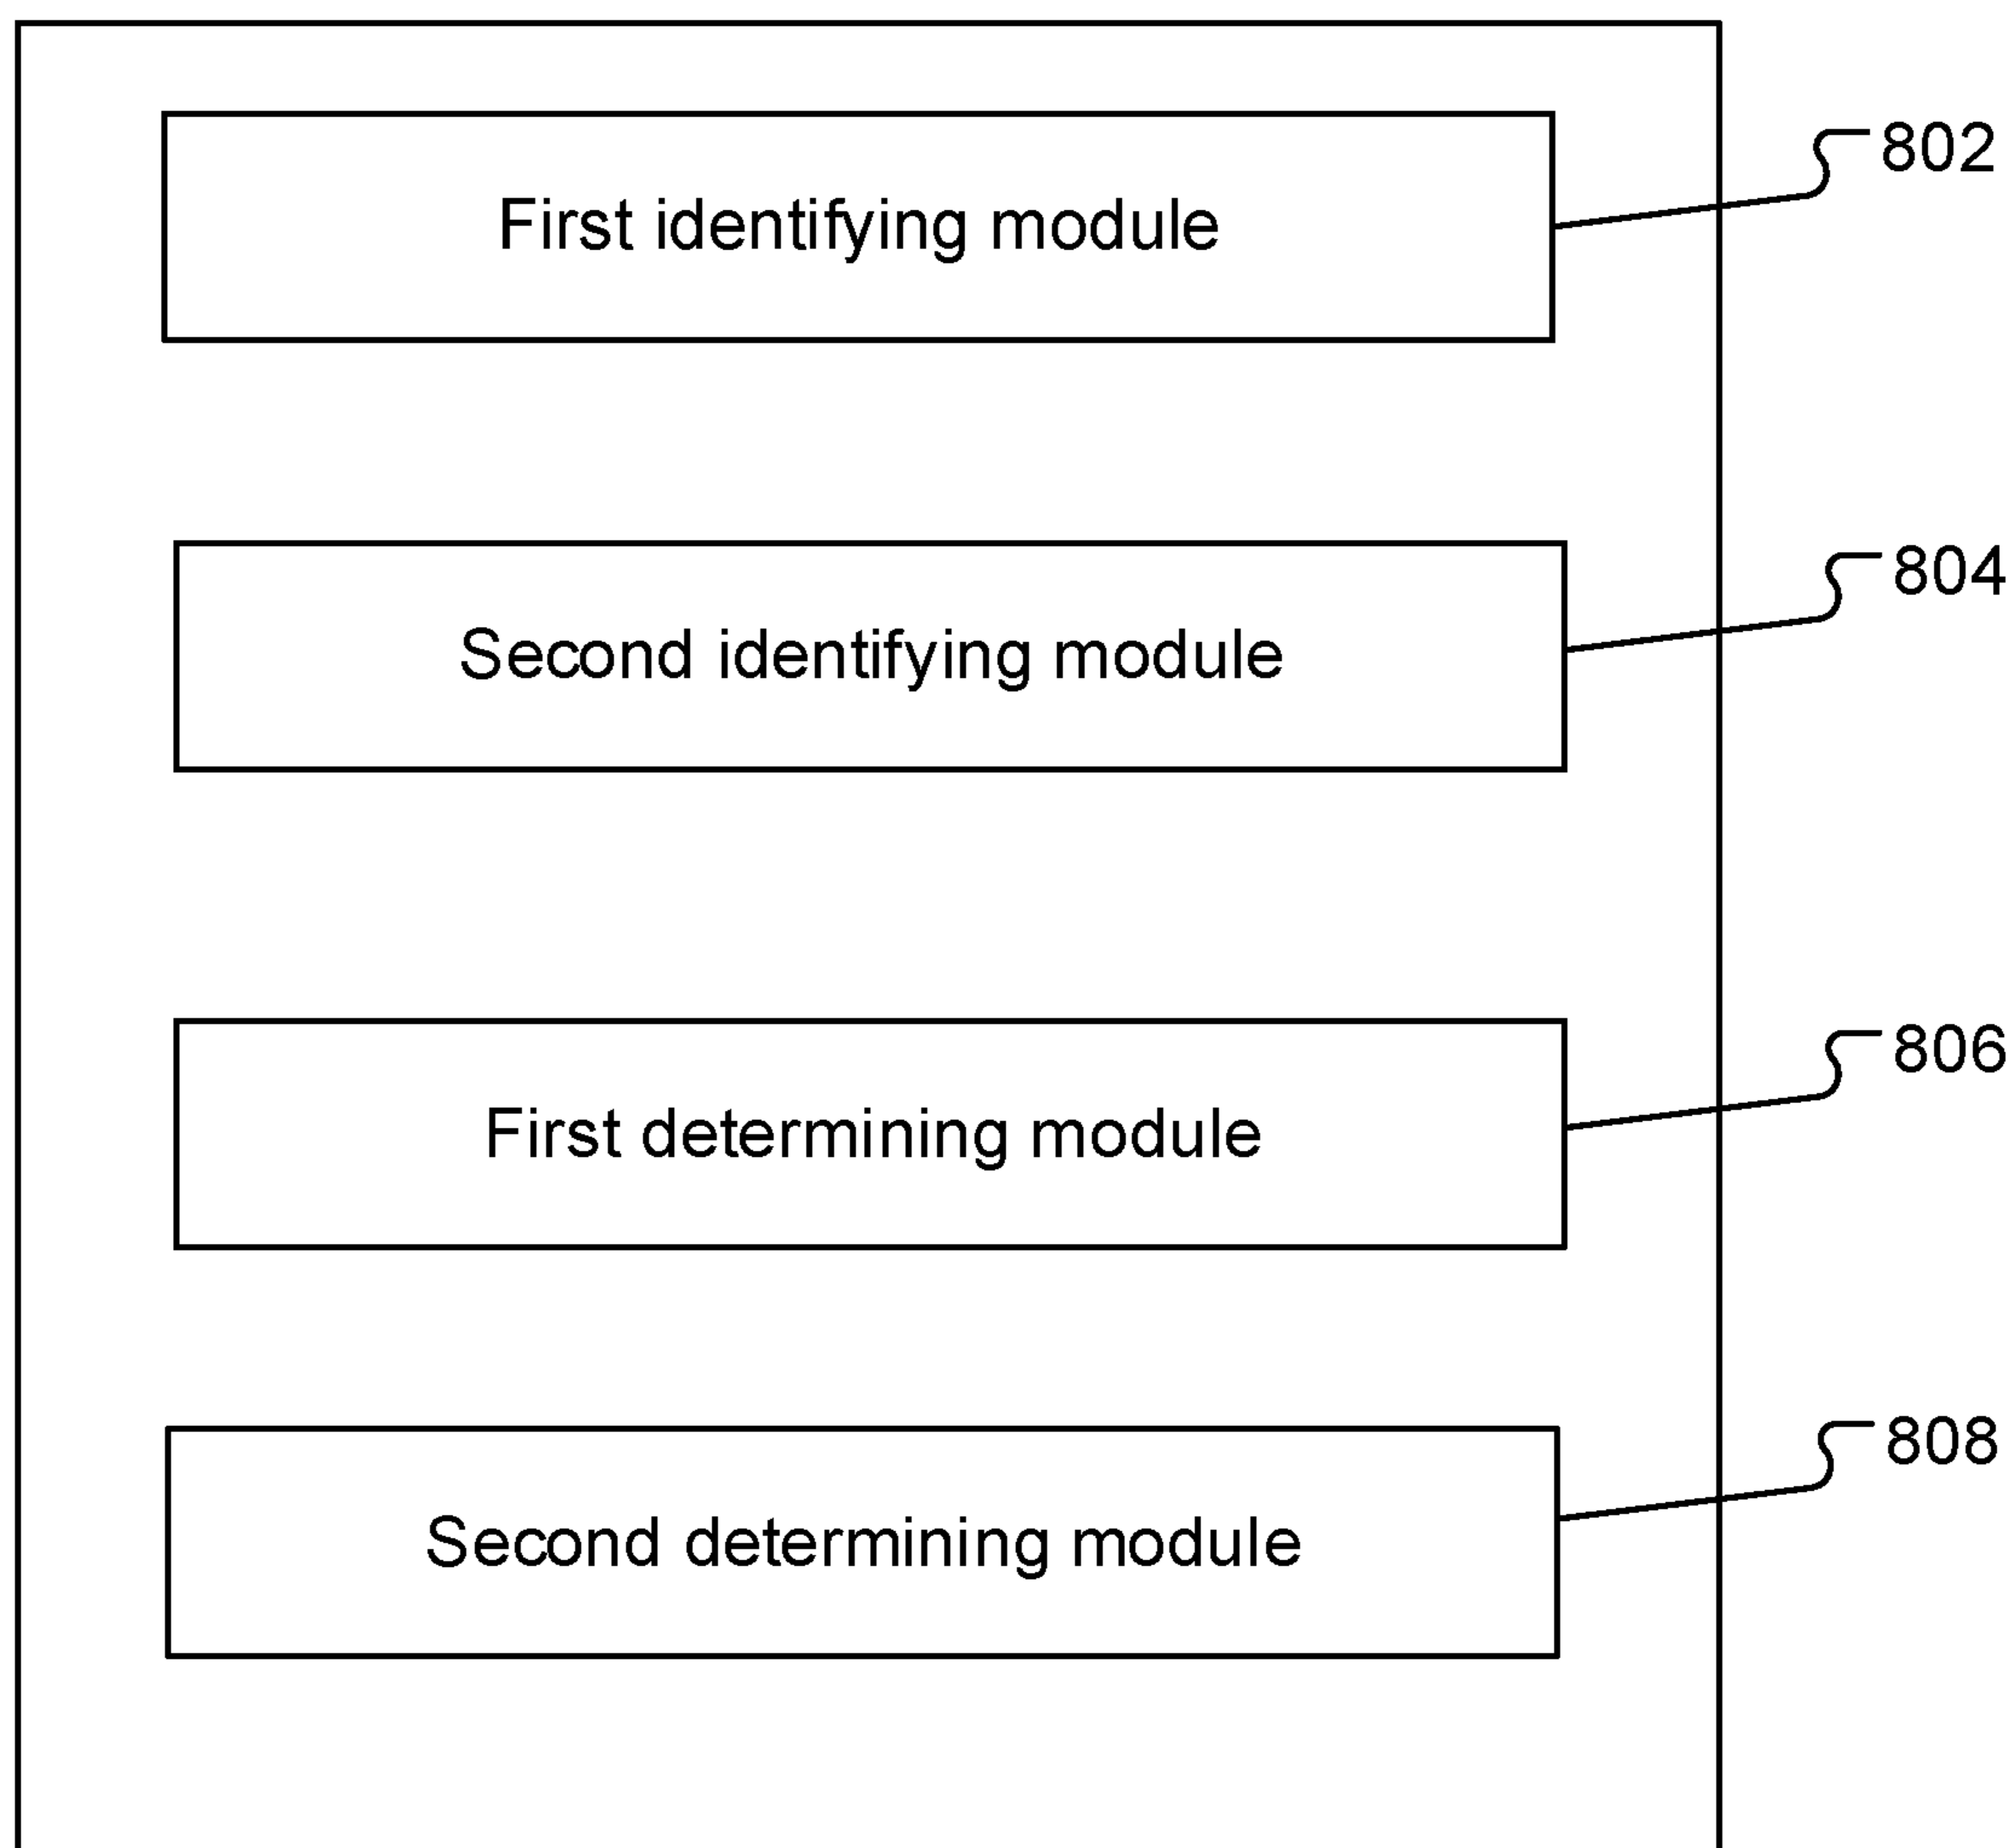 First identifying module
802
Second identifying module
804
First determining module
806
Second determining module
808